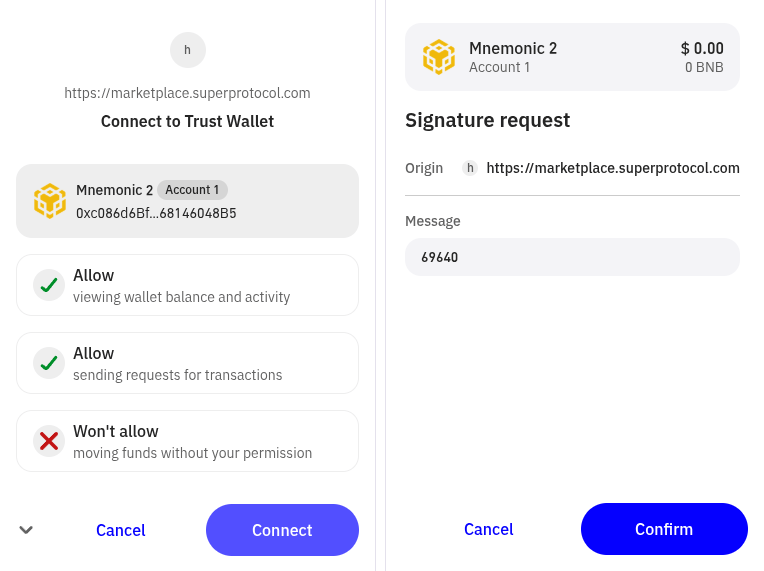 h
https://marketplace.superprotocol.com
Connect to Trust Wallet
Mnemonic 2 Account 1
0xc086d6Bf...68146048B5
Allow
viewing wallet balance and activity
Allow
sending requests for transactions
Won't allow
moving funds without your permission
Cancel Connect
Mnemonic 2 $ 0.00
Account 1 0 BNB
Signature request
Origin h https://marketplace.superprotocol.com
Message
69640
Cancel Confirm